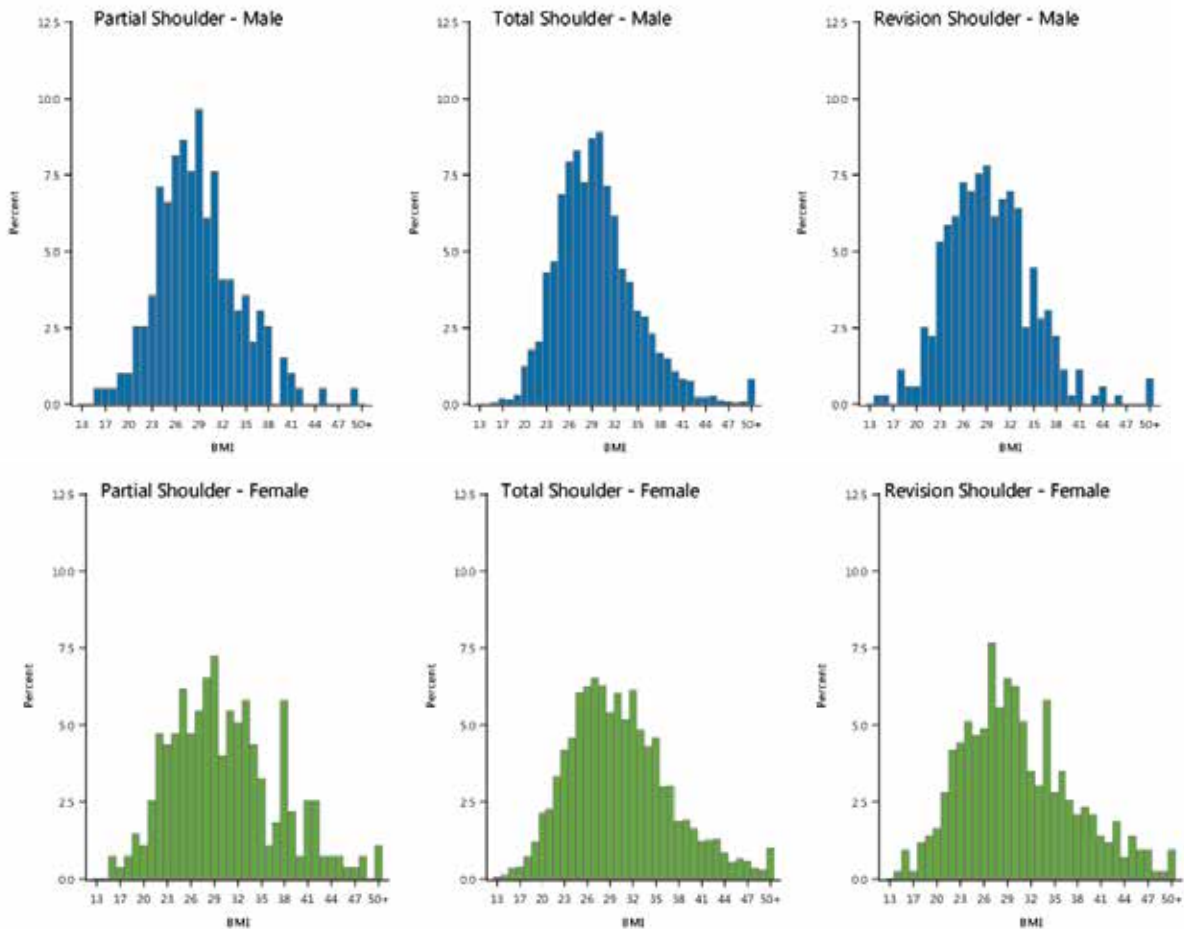 Partial Shoulder - Male
12.5
10.0
7.5
5.0
2.5
0.0
Percent
13 17 20 23 26 29 32 35 38 41 44 47 50+
BMI
Total Shoulder - Male
12.5
10.0
7.5
5.0
2.5
0.0
Percent
13 17 20 23 26 29 32 35 38 41 44 47 50+
BMI
Revision Shoulder - Male
12.5
10.0
7.5
5.0
2.5
0.0
Percent
13 17 20 23 26 29 32 35 38 41 44 47 50+
BMI
Partial Shoulder - Female
12.5
10.0
7.5
5.0
2.5
0.0
Percent
13 17 20 23 26 29 32 35 38 41 44 47 50+
BMI
Total Shoulder - Female
12.5
10.0
7.5
5.0
2.5
0.0
Percent
13 17 20 23 26 29 32 35 38 41 44 47 50+
BMI
Revision Shoulder - Female
12.5
10.0
7.5
5.0
2.5
0.0
Percent
13 17 20 23 26 29 32 35 38 41 44 47 50+
BMI